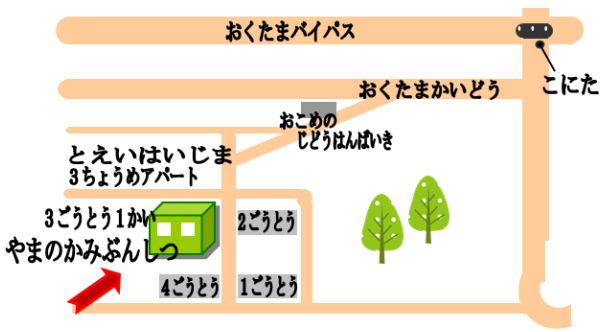 おくたまバイパス
こにた
おくたまかいどう
おこめの
じどうはんばいき
とえいはいじま
3ちょうめアパート
3ごうとう1かい
やまのかみぶんしつ
2ごうとう
4ごうとう
1ごうとう